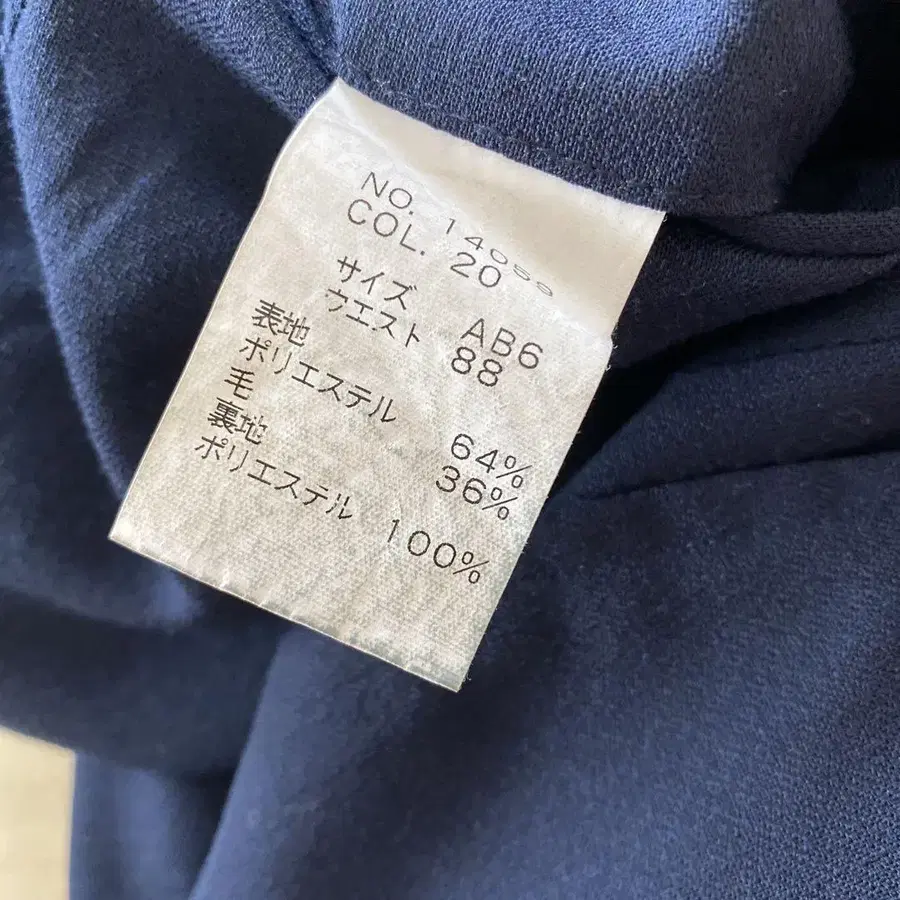 NO. 14059
COL. 20
サイズ AB6
ウエスト 88
表地
ポリエステル 64%
毛 36%
裏地
ポリエステル 100%